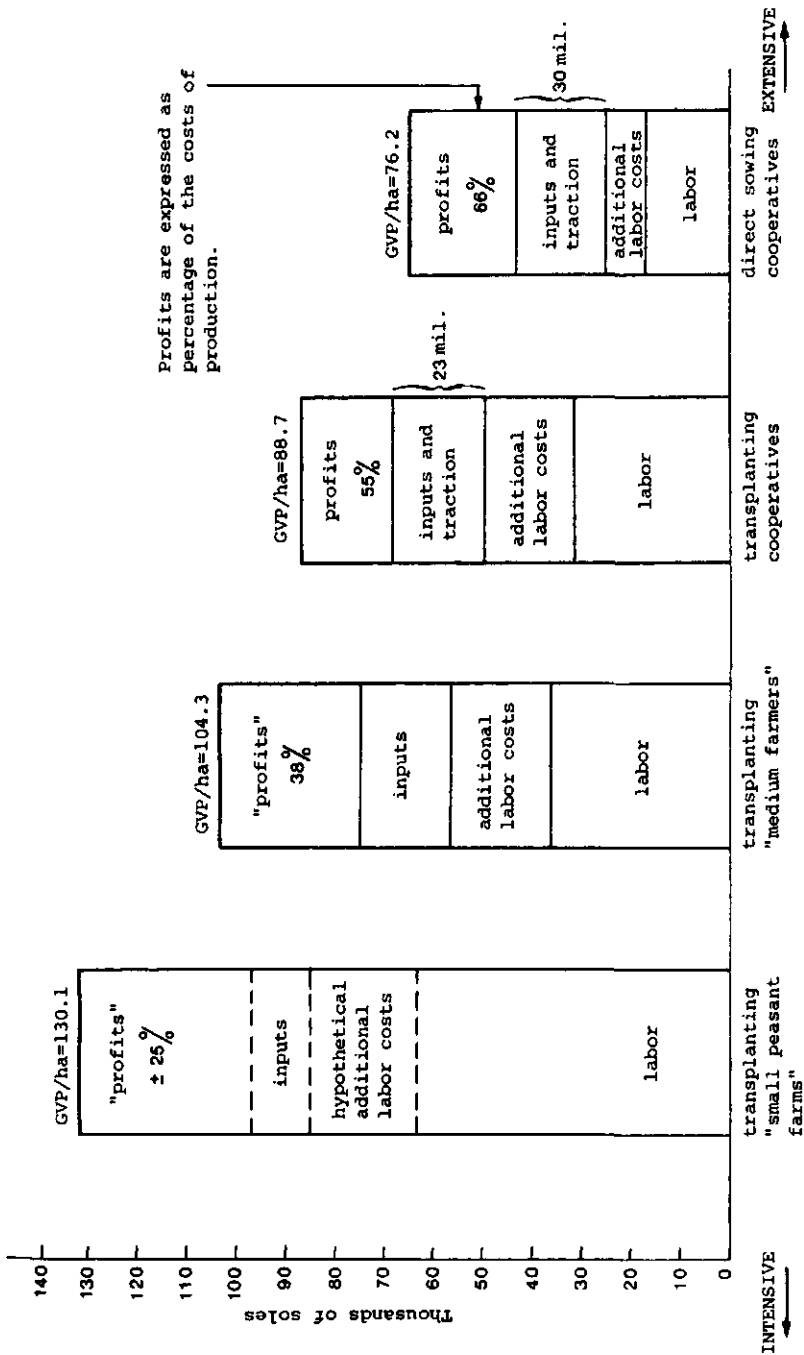 Profits are expressed as
percentage of the costs of
production.
GVP/ha=130.1
"profits"
± 25%
inputs
hypothetical
additional
labor costs
labor
GVP/ha=104.3
"profits"
38%
inputs
additional
labor costs
labor
GVP/ha=88.7
profits
55%
inputs and
traction
additional
labor costs
labor
23 mil.
GVP/ha=76.2
profits
66%
inputs and
traction
additional
labor costs
labor
30 mil.
Thousands of soles
140
130
120
110
100
90
80
70
60
50
40
30
20
10
0
transplanting
"small peasant
farms"
transplanting
"medium farmers"
transplanting
cooperatives
direct sowing
cooperatives
INTENSIVE
EXTENSIVE